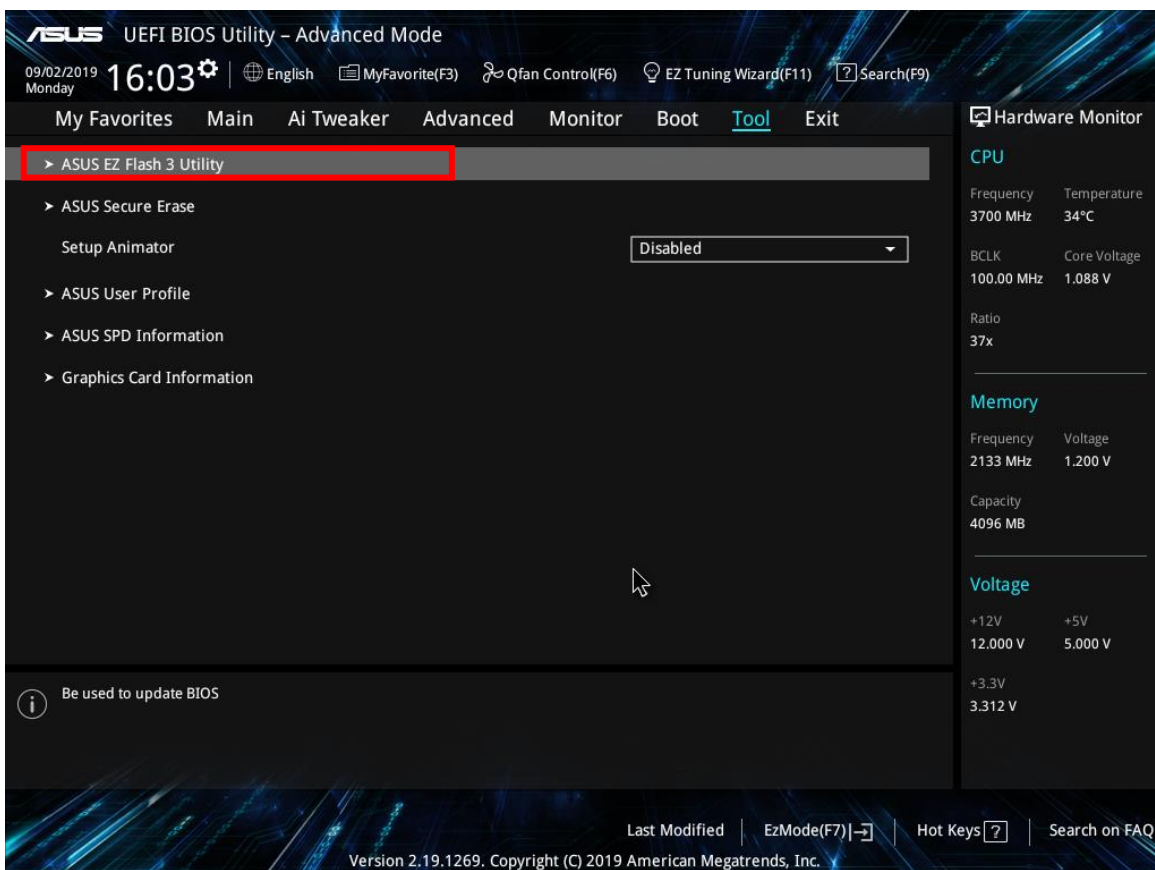 ASUS UEFI BIOS Utility – Advanced Mode
09/02/2019 Monday 16:03 English MyFavorite(F3) Qfan Control(F6) EZ Tuning Wizard(F11) ? Search(F9)
My Favorites Main Ai Tweaker Advanced Monitor Boot Tool Exit
ASUS EZ Flash 3 Utility
ASUS Secure Erase
Setup Animator Disabled
ASUS User Profile
ASUS SPD Information
Graphics Card Information
Be used to update BIOS
Hardware Monitor
CPU
Frequency Temperature
3700 MHz 34°C
BCLK Core Voltage
100.00 MHz 1.088 V
Ratio
37x
Memory
Frequency Voltage
2133 MHz 1.200 V
Capacity
4096 MB
Voltage
+12V +5V
12.000 V 5.000 V
+3.3V
3.312 V
Last Modified EzMode(F7) Hot Keys ? Search on FAQ
Version 2.19.1269. Copyright (C) 2019 American Megatrends, Inc.